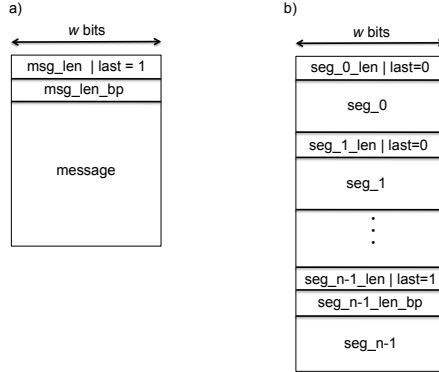 a)
w bits
msg_len | last = 1
msg_len_bp
message
b)
w bits
seg_0_len | last=0
seg_0
seg_1_len | last=0
seg_1
seg_n-1_len | last=1
seg_n-1_len_bp
seg_n-1